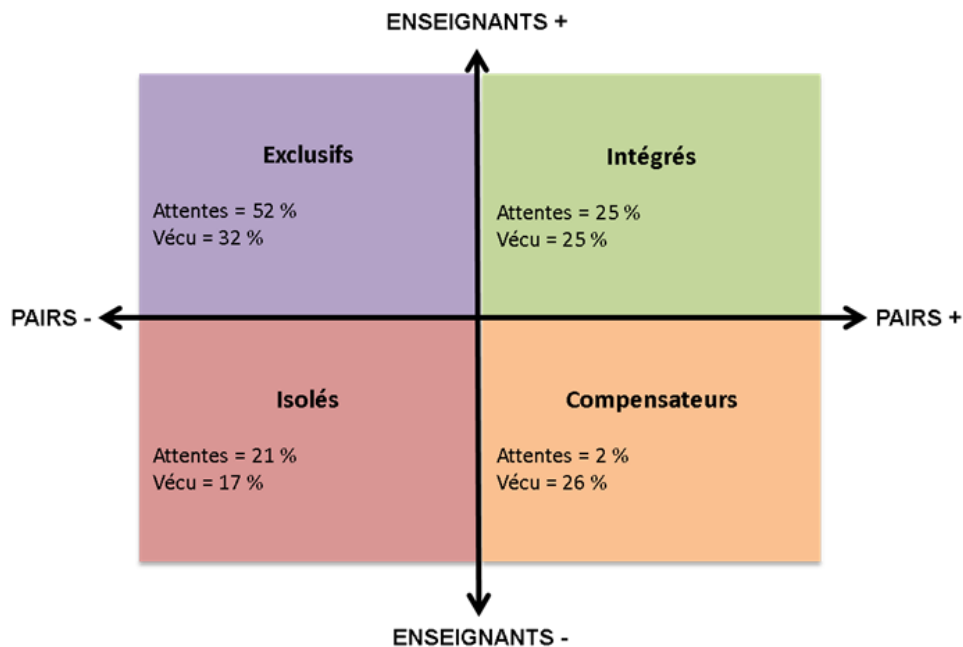 ENSEIGNANTS +
Exclusifs
Attentes = 52 %
Vécu = 32 %
Intégrés
Attentes = 25 %
Vécu = 25 %
PAIRS -
PAIRS +
Isolés
Attentes = 21 %
Vécu = 17 %
Compensateurs
Attentes = 2 %
Vécu = 26 %
ENSEIGNANTS -